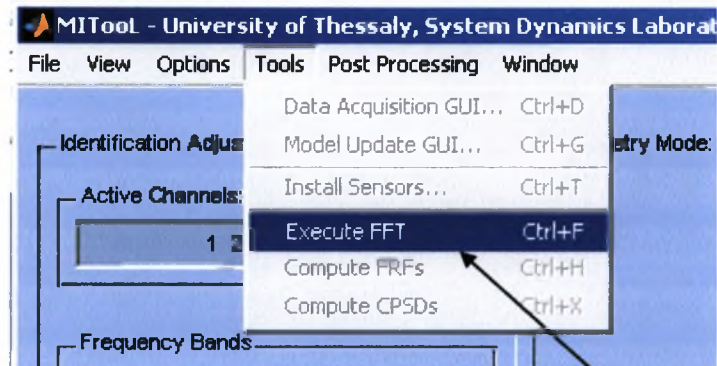 MITooL - University of Thessaly, System Dynamics Laborat
File View Options Tools Post Processing Window
Data Acquisition GUI... Ctrl+D
Identification Adjus Model Update GUI... Ctrl+G etry Mode:
Active Channels: Install Sensors... Ctrl+T
1 2 Execute FFT Ctrl+F
Compute FRFs Ctrl+H
Compute CPSDs Ctrl+X
Frequency Bands